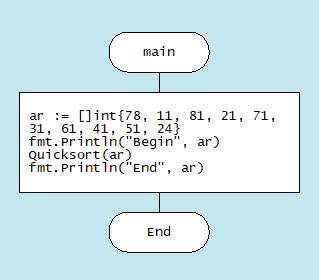 main
ar := []int{78, 11, 81, 21, 71,
31, 61, 41, 51, 24}
fmt.Println("Begin", ar)
Quicksort(ar)
fmt.Println("End", ar)
End